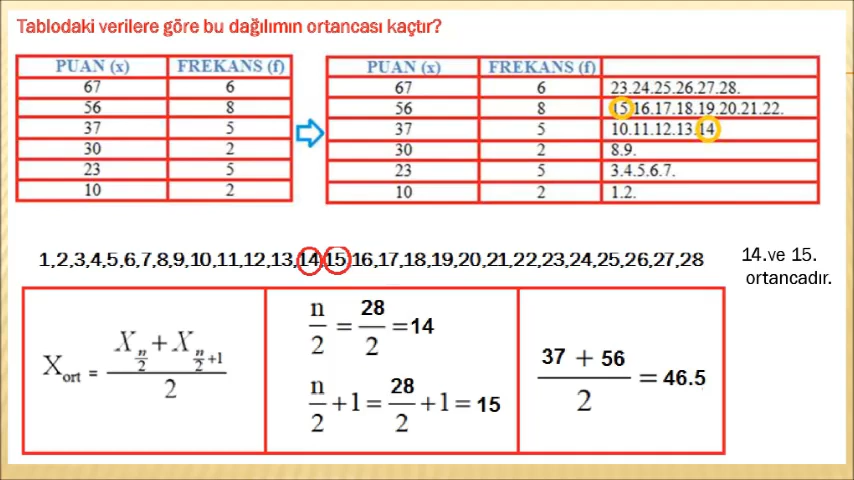 Tablodaki verilere göre bu dağılımın ortancası kaçtır?
PUAN (x) FREKANS (f)
67 6
56 8
37 5
30 2
23 5
10 2
PUAN (x) FREKANS (f)
67 6 23.24.25.26.27.28.
56 8 15.16.17.18.19.20.21.22.
37 5 10.11.12.13.14
30 2 8.9.
23 5 3.4.5.6.7.
10 2 1.2.
1,2,3,4,5,6,7,8,9,10,11,12,13,14,15,16,17,18,19,20,21,22,23,24,25,26,27,28
14.ve 15.
ortancadır.
X_ort = (X_(n/2) + X_(n/2+1)) / 2
n/2 = 28/2 = 14
n/2 + 1 = 28/2 + 1 = 15
(37 + 56) / 2 = 46.5